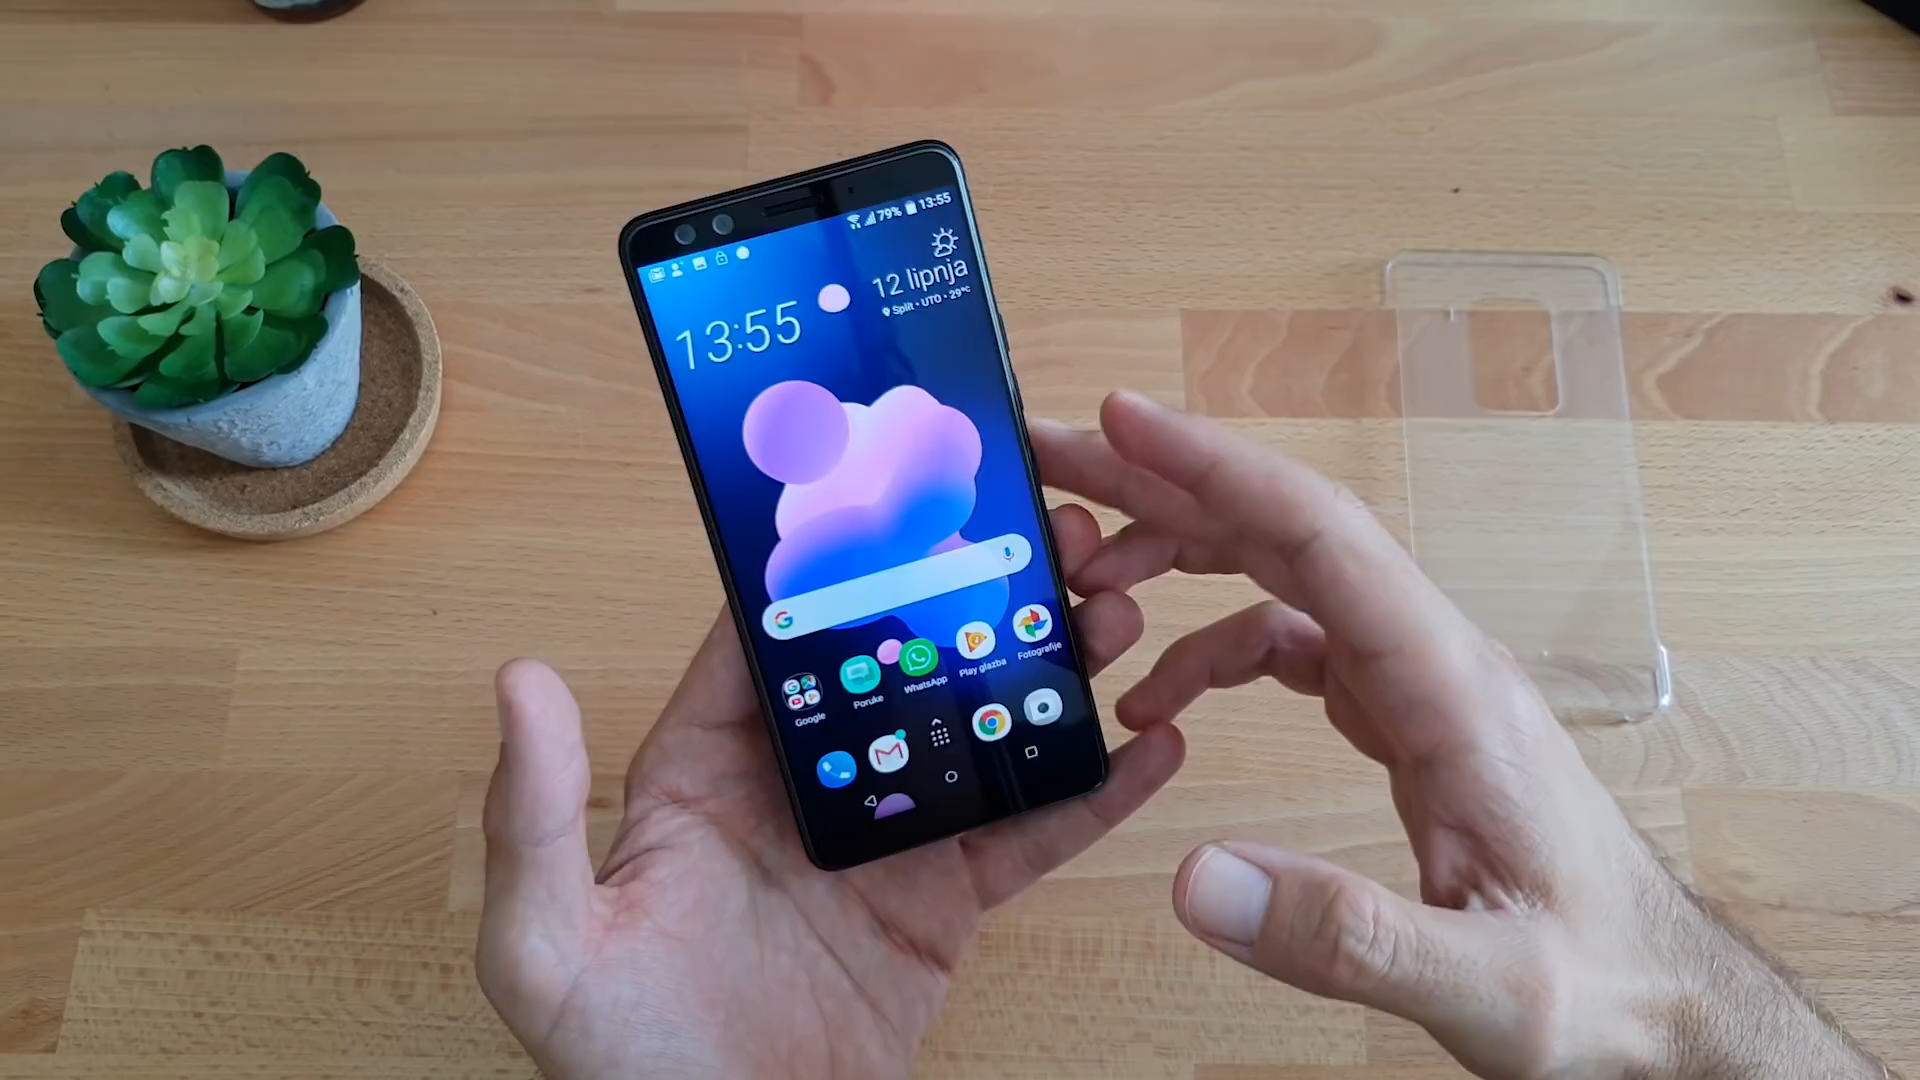 79% 13:55
12 lipnja
Split • UTO • 29°C
13:55
G
Google
Poruke
WhatsApp
Play glazba
Fotografije